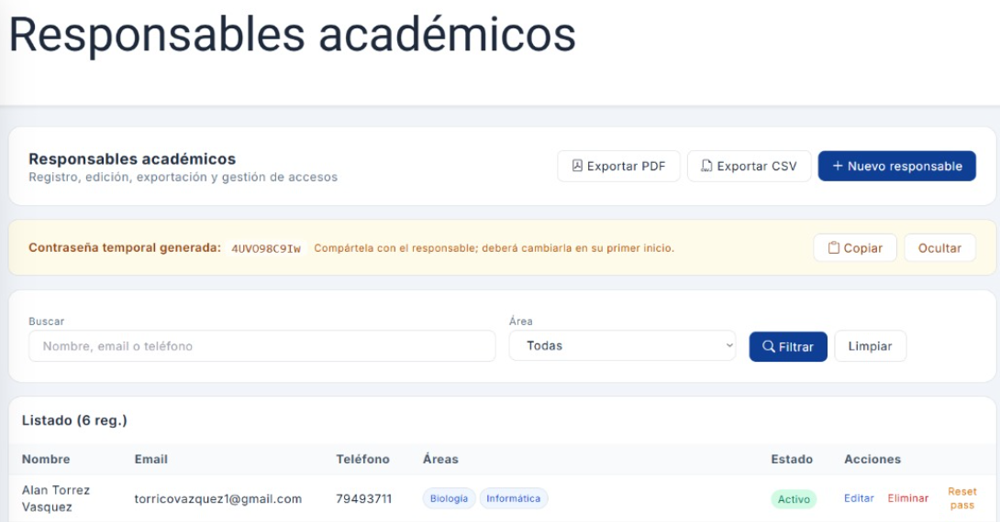 Responsables académicos
Responsables académicos
Registro, edición, exportación y gestión de accesos
Exportar PDF
Exportar CSV
+ Nuevo responsable
Contraseña temporal generada: 4UVO98C9Iw Compártela con el responsable; deberá cambiarla en su primer inicio.
Copiar
Ocultar
Buscar
Nombre, email o teléfono
Área
Todas
Filtrar
Limpiar
Listado (6 reg.)
Nombre Email Teléfono Áreas Estado Acciones
Alan Torrez Vasquez torricovazquez1@gmail.com 79493711 Biología Informática Activo Editar Eliminar Reset pass